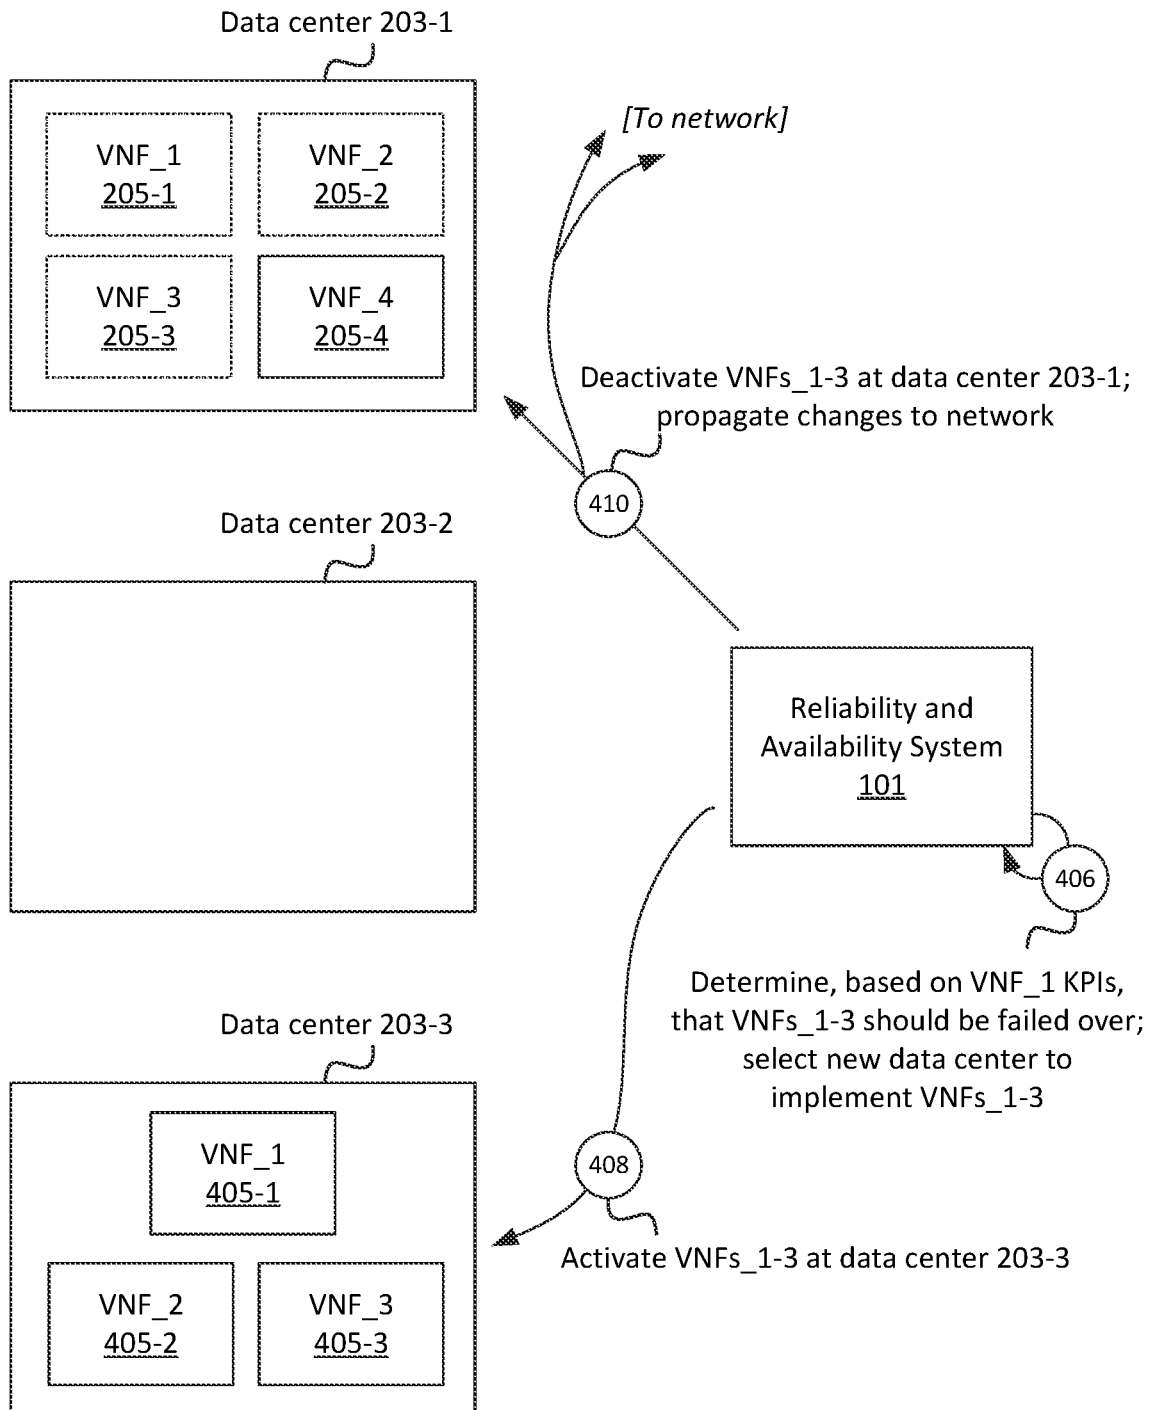 Data center 203-1
VNF_1
205-1
VNF_2
205-2
VNF_3
205-3
VNF_4
205-4
[To network]
Deactivate VNFs_1-3 at data center 203-1;
propagate changes to network
410
Data center 203-2
Reliability and
Availability System
101
406
Determine, based on VNF_1 KPIs,
that VNFs_1-3 should be failed over;
select new data center to
implement VNFs_1-3
Data center 203-3
VNF_1
405-1
VNF_2
405-2
VNF_3
405-3
408
Activate VNFs_1-3 at data center 203-3